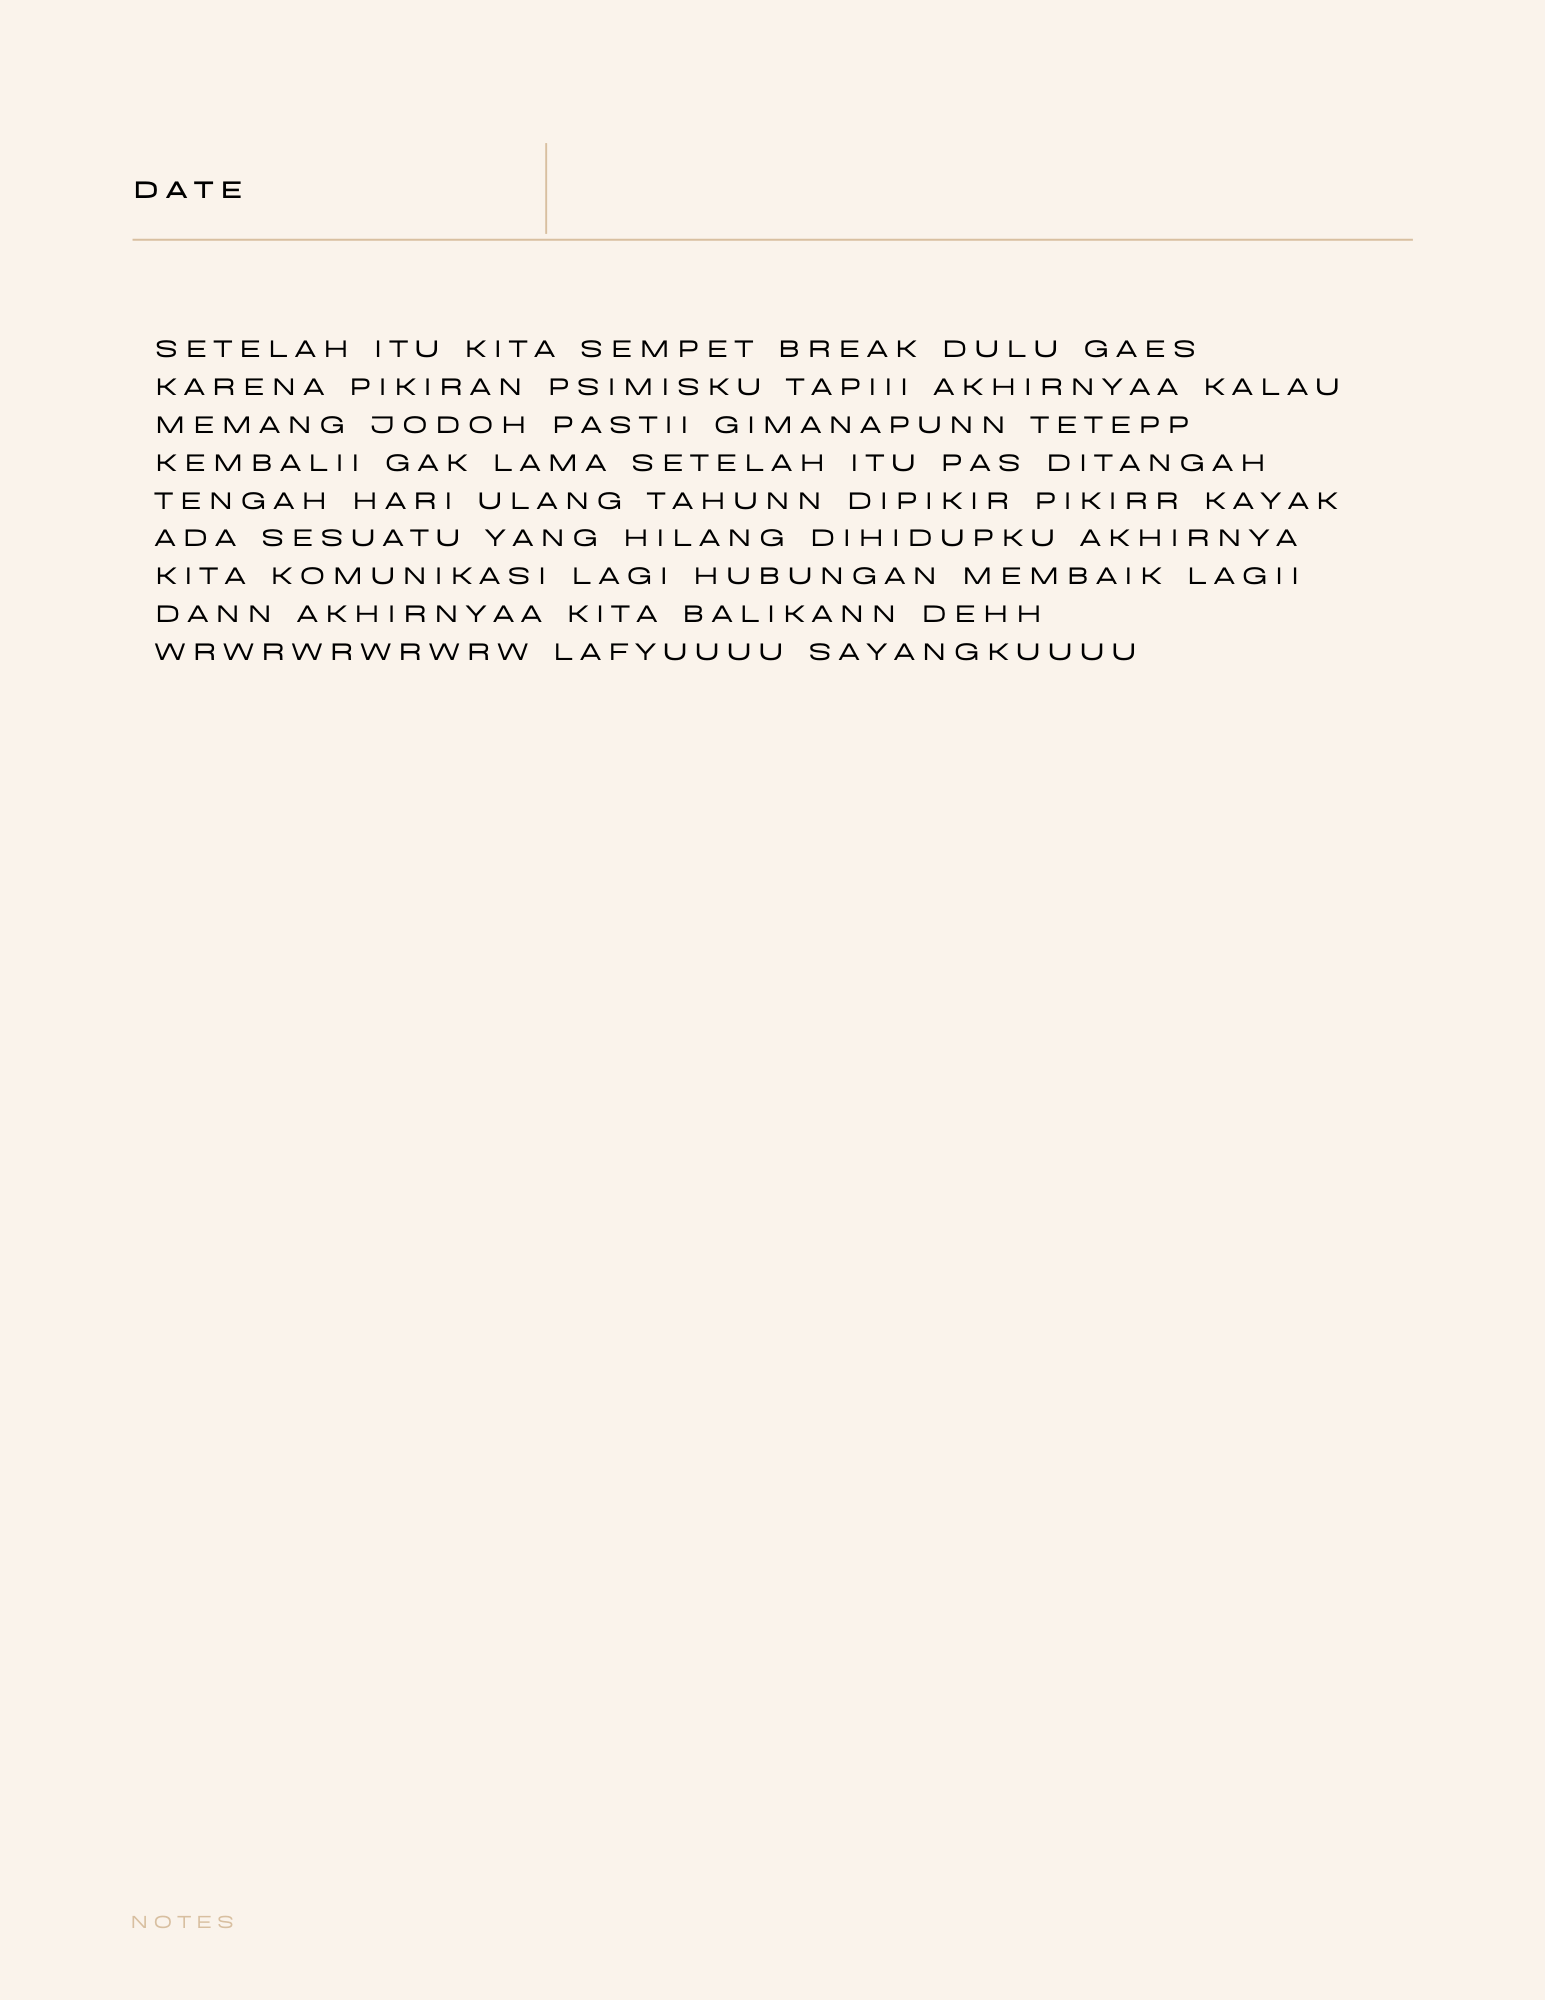 DATE
SETELAH ITU KITA SEMPET BREAK DULU GAES
KARENA PIKIRAN PSIMISKU TAPIII AKHIRNYAA KALAU
MEMANG JODOH PASTII GIMANAPUNN TETEPP
KEMBALII GAK LAMA SETELAH ITU PAS DITANGAH
TENGAH HARI ULANG TAHUNN DIPIKIR PIKIRR KAYAK
ADA SESUATU YANG HILANG DIHIDUPKU AKHIRNYA
KITA KOMUNIKASI LAGI HUBUNGAN MEMBAIK LAGII
DANN AKHIRNYAA KITA BALIKANN DEHH
WRWRWRWRWRW LAFYUUUU SAYANGKUUUU
NOTES